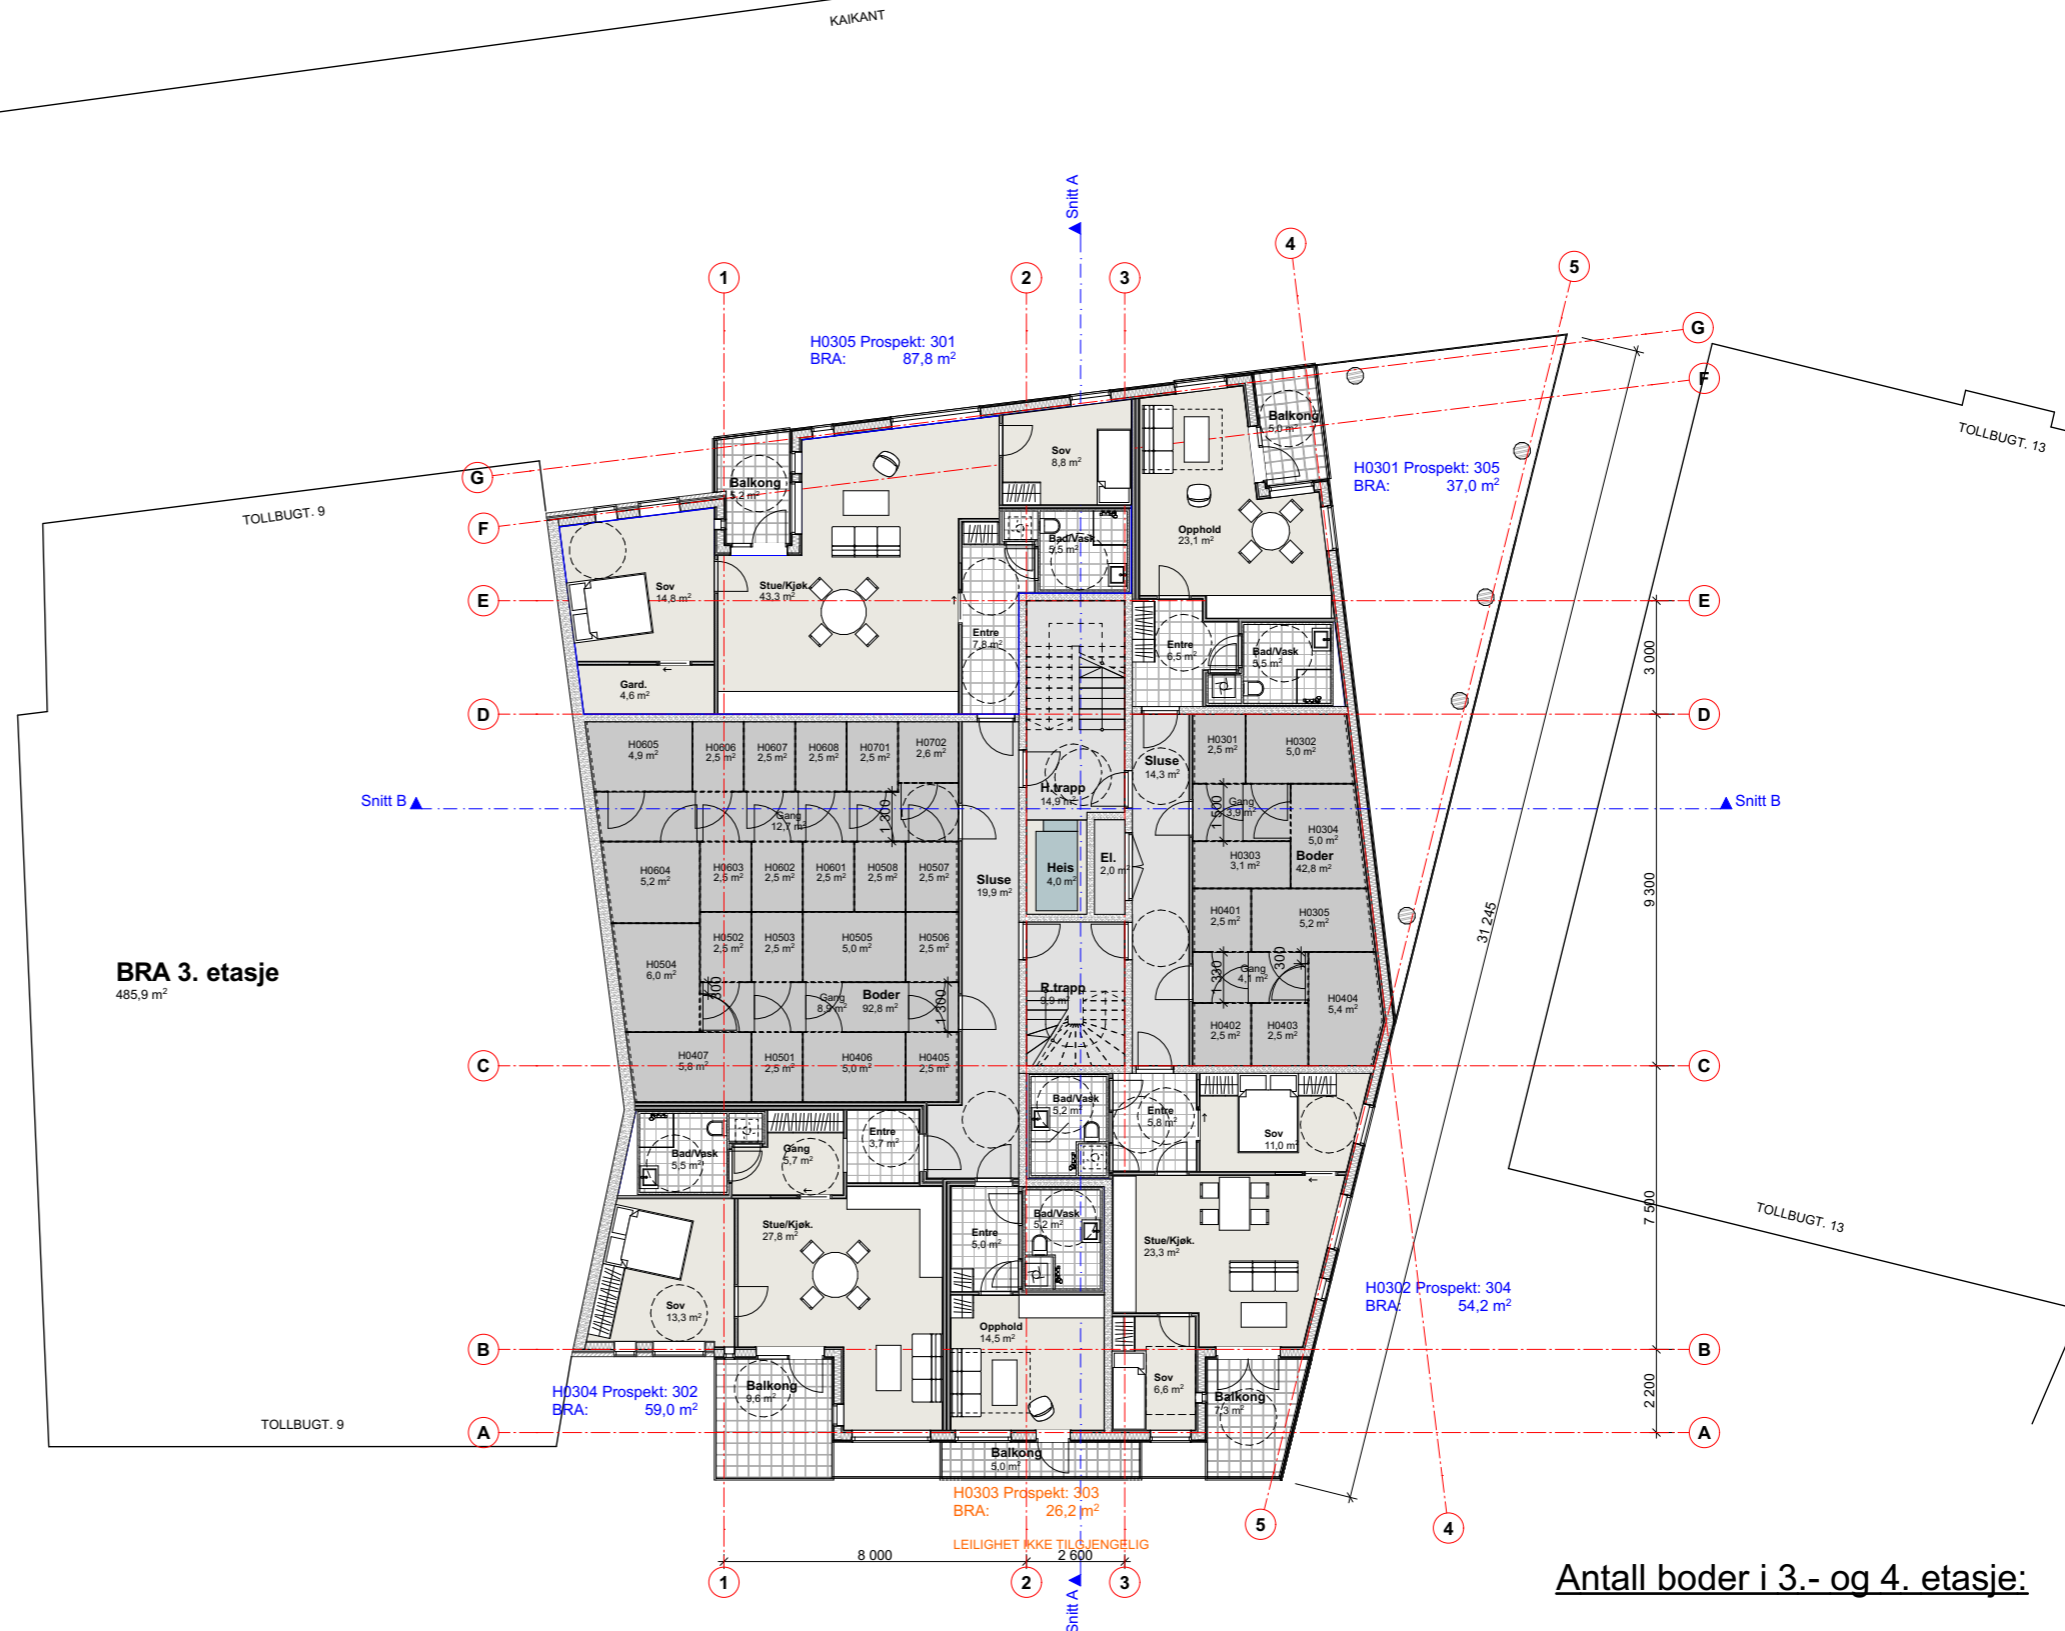 KAIKANT
Snitt A
1
2
3
4
5
G
F
H0305 Prospekt: 301
BRA: 87,8 m²
TOLLBUGT. 13
Balkong
5,0 m²
H0301 Prospekt: 305
BRA: 37,0 m²
Sov
8,8 m²
G
Balkong
5,2 m²
TOLLBUGT. 9
F
Opphold
23,1 m²
Bad/Vask
5,5 m²
E
Sov
14,8 m²
Stue/Kjøk.
43,3 m²
Entre
7,8 m²
Entre
6,5 m²
Bad/Vask
5,5 m²
E
3 000
Gard.
4,6 m²
D
D
H0605
4,9 m²
H0606
2,5 m²
H0607
2,5 m²
H0608
2,5 m²
H0701
2,5 m²
H0702
2,6 m²
Sluse
14,3 m²
H0301
2,5 m²
H0302
5,0 m²
Snitt B
H.trapp
14,9 m²
Snitt B
Gang
12,7 m²
1 300
1 500
Gang
3,9 m²
H0304
5,0 m²
H0604
5,2 m²
H0603
2,5 m²
H0602
2,5 m²
H0601
2,5 m²
H0508
2,5 m²
H0507
2,5 m²
Sluse
19,9 m²
Heis
4,0 m²
El.
2,0 m²
H0303
3,1 m²
Boder
42,8 m²
9 300
H0401
2,5 m²
H0305
5,2 m²
31 245
H0502
2,5 m²
H0503
2,5 m²
H0505
5,0 m²
H0506
2,5 m²
BRA 3. etasje
485,9 m²
H0504
6,0 m²
300
Gang
8,9 m²
Boder
92,8 m²
1 300
R.trapp
9,9 m²
1 330
Gang
4,1 m²
300
H0404
5,4 m²
H0402
2,5 m²
H0403
2,5 m²
C
H0407
5,8 m²
H0501
2,5 m²
H0406
5,0 m²
H0405
2,5 m²
C
Bad/Vask
5,2 m²
Entre
5,8 m²
Sov
11,0 m²
Bad/Vask
5,5 m²
Gang
5,7 m²
Entre
3,7 m²
7 500
TOLLBUGT. 13
Stue/Kjøk.
27,8 m²
Entre
5,0 m²
Bad/Vask
5,2 m²
Stue/Kjøk.
23,3 m²
Sov
13,3 m²
Opphold
14,5 m²
H0302 Prospekt: 304
BRA: 54,2 m²
B
B
H0304 Prospekt: 302
BRA: 59,0 m²
Balkong
9,6 m²
Sov
6,6 m²
Balkong
7,3 m²
2 200
TOLLBUGT. 9
A
A
Balkong
5,0 m²
H0303 Prospekt: 303
BRA: 26,2 m²
5
4
LEILIGHET IKKE TILGJENGELIG
8 000
2 600
1
2
3
Snitt A
Antall boder i 3.- og 4. etasje: